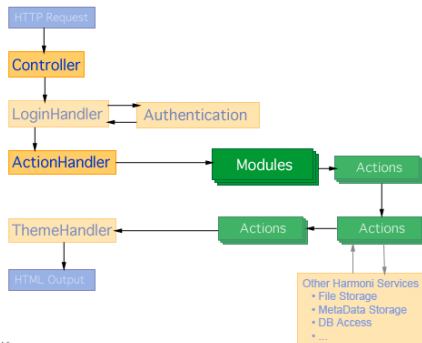 HTTP Request
Controller
LoginHandler
Authentication
ActionHandler
Modules
Actions
ThemeHandler
Actions
Actions
HTML Output
Other Harmoni Services
• File Storage
• MetaData Storage
• DB Access
• ...